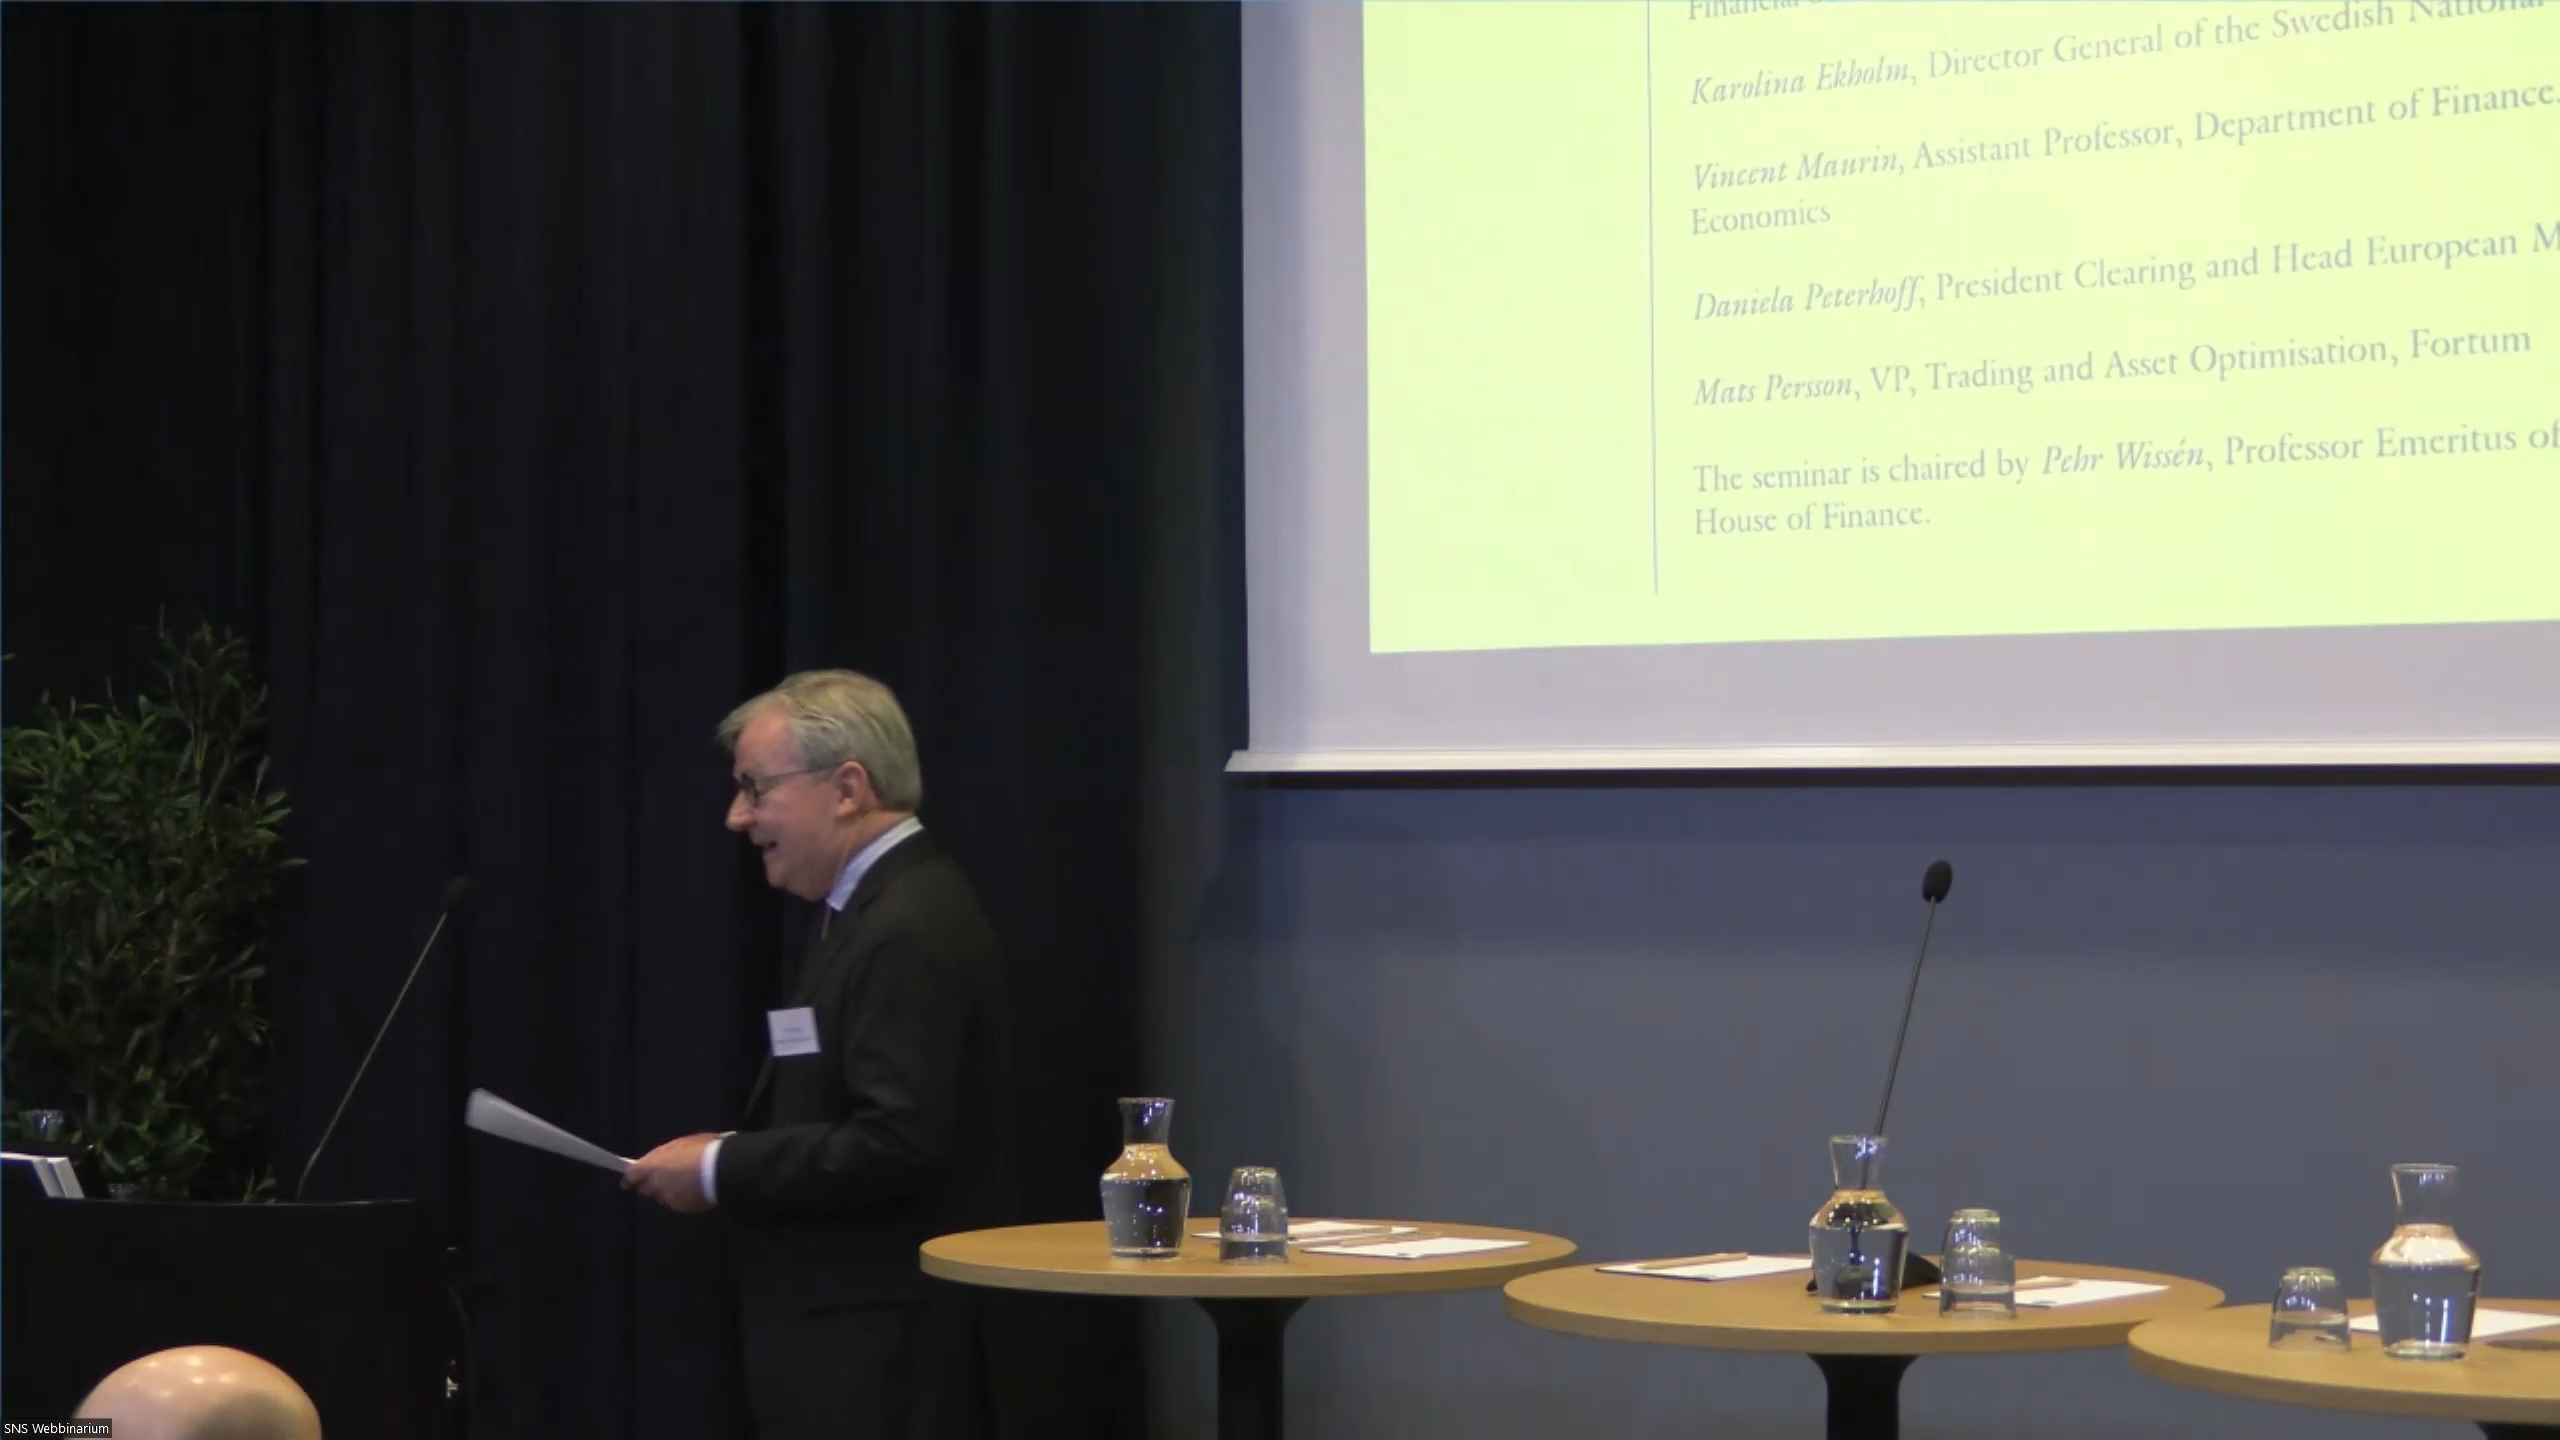 Financial
Karolina Ekholm, Director General of the Swedish National
Vincent Maurin, Assistant Professor, Department of Finance.
Economics
Daniela Peterhoff, President Clearing and Head European M
Mats Persson, VP, Trading and Asset Optimisation, Fortum
The seminar is chaired by Pehr Wissén, Professor Emeritus of
House of Finance.
SNS Webbinarium